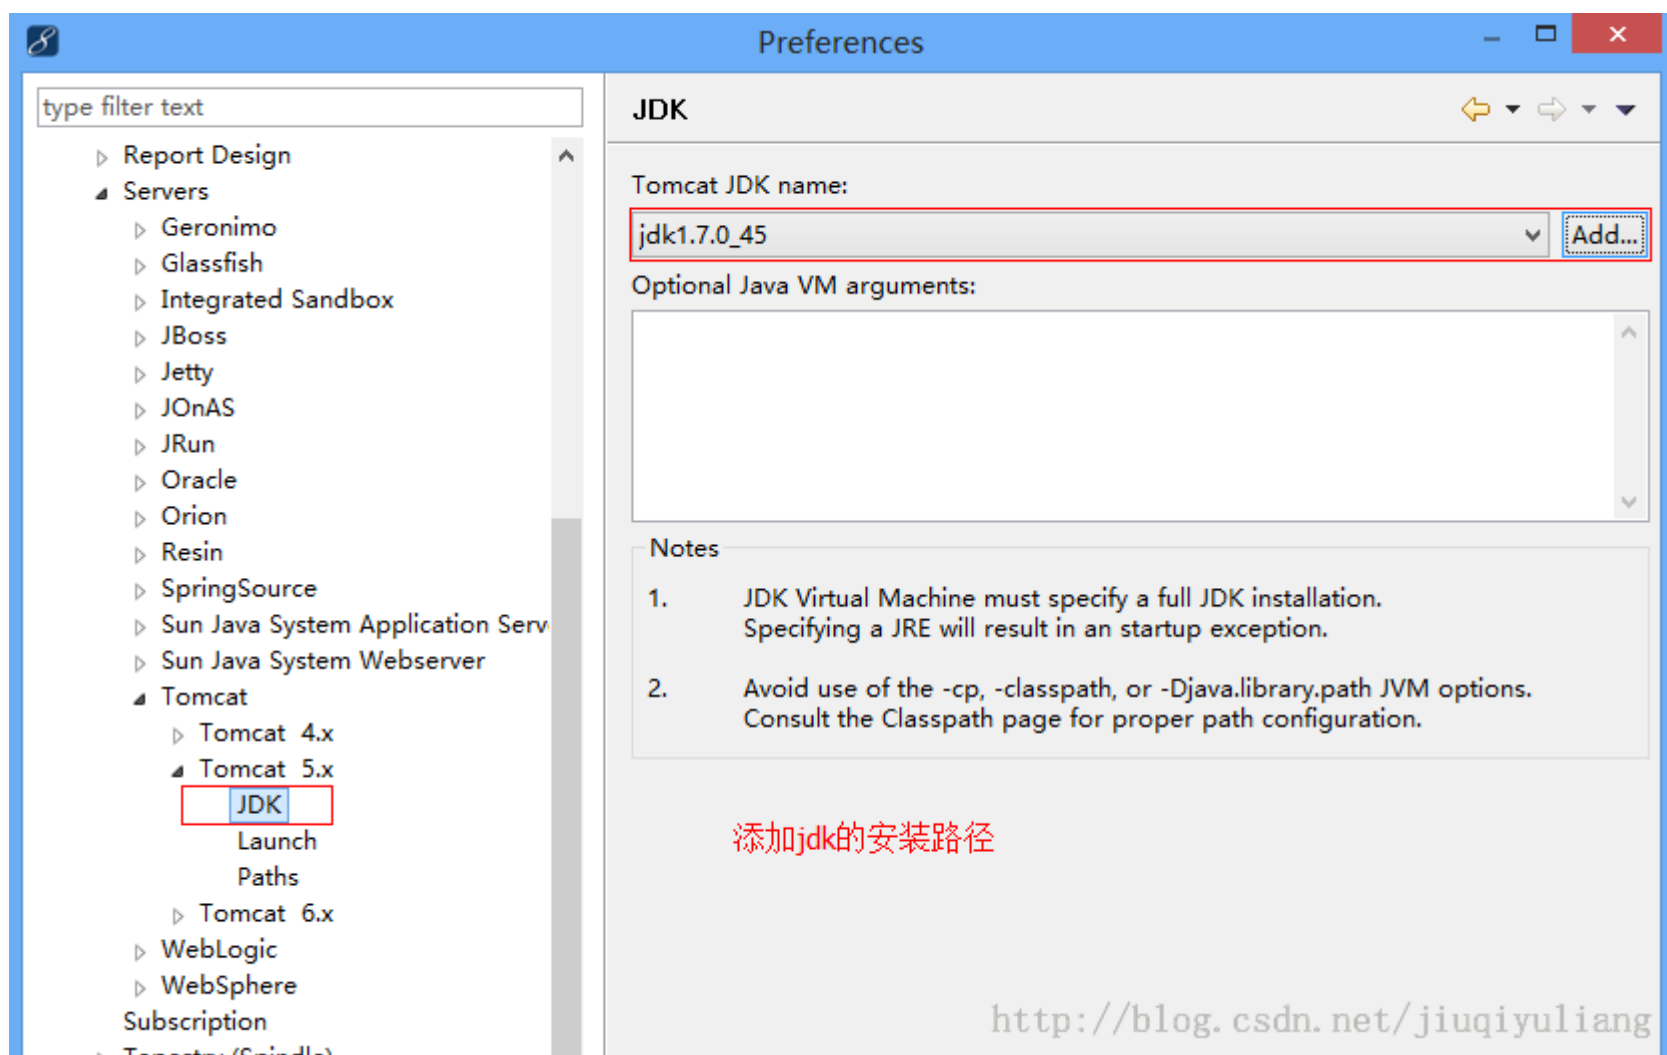 Preferences
type filter text
Report Design
Servers
Geronimo
Glassfish
Integrated Sandbox
JBoss
Jetty
JOnAS
JRun
Oracle
Orion
Resin
SpringSource
Sun Java System Application Serv
Sun Java System Webserver
Tomcat
Tomcat 4.x
Tomcat 5.x
JDK
Launch
Paths
Tomcat 6.x
WebLogic
WebSphere
Subscription
Tapestry (Spindle)
JDK
Tomcat JDK name:
jdk1.7.0_45
Add...
Optional Java VM arguments:
Notes
1. JDK Virtual Machine must specify a full JDK installation.
Specifying a JRE will result in an startup exception.
2. Avoid use of the -cp, -classpath, or -Djava.library.path JVM options.
Consult the Classpath page for proper path configuration.
添加jdk的安装路径
http://blog.csdn.net/jiuqiyuliang